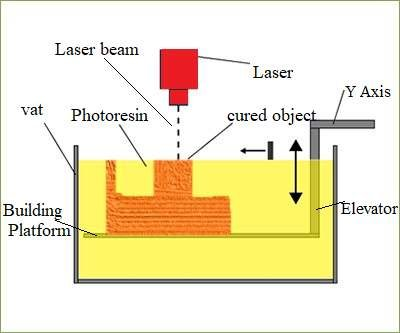 Laser beam
Laser
Y Axis
vat
Photoresin
cured object
Building
Platform
Elevator